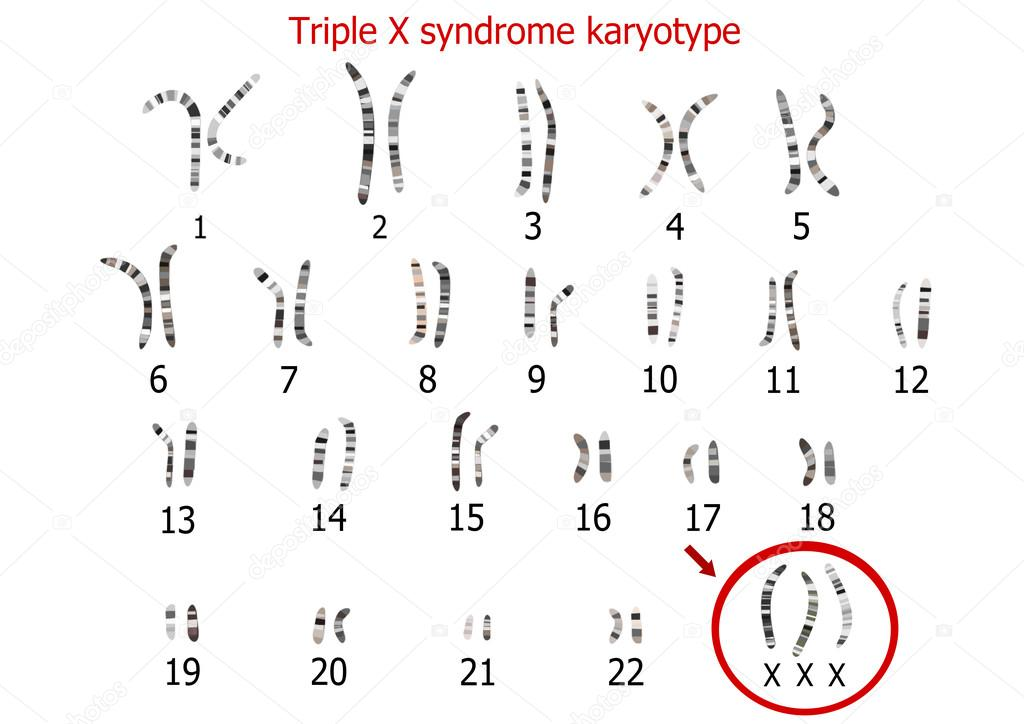 Triple X syndrome karyotype
1 2 3 4 5
6 7 8 9 10 11 12
13 14 15 16 17 18
19 20 21 22 X X X
depositphotos